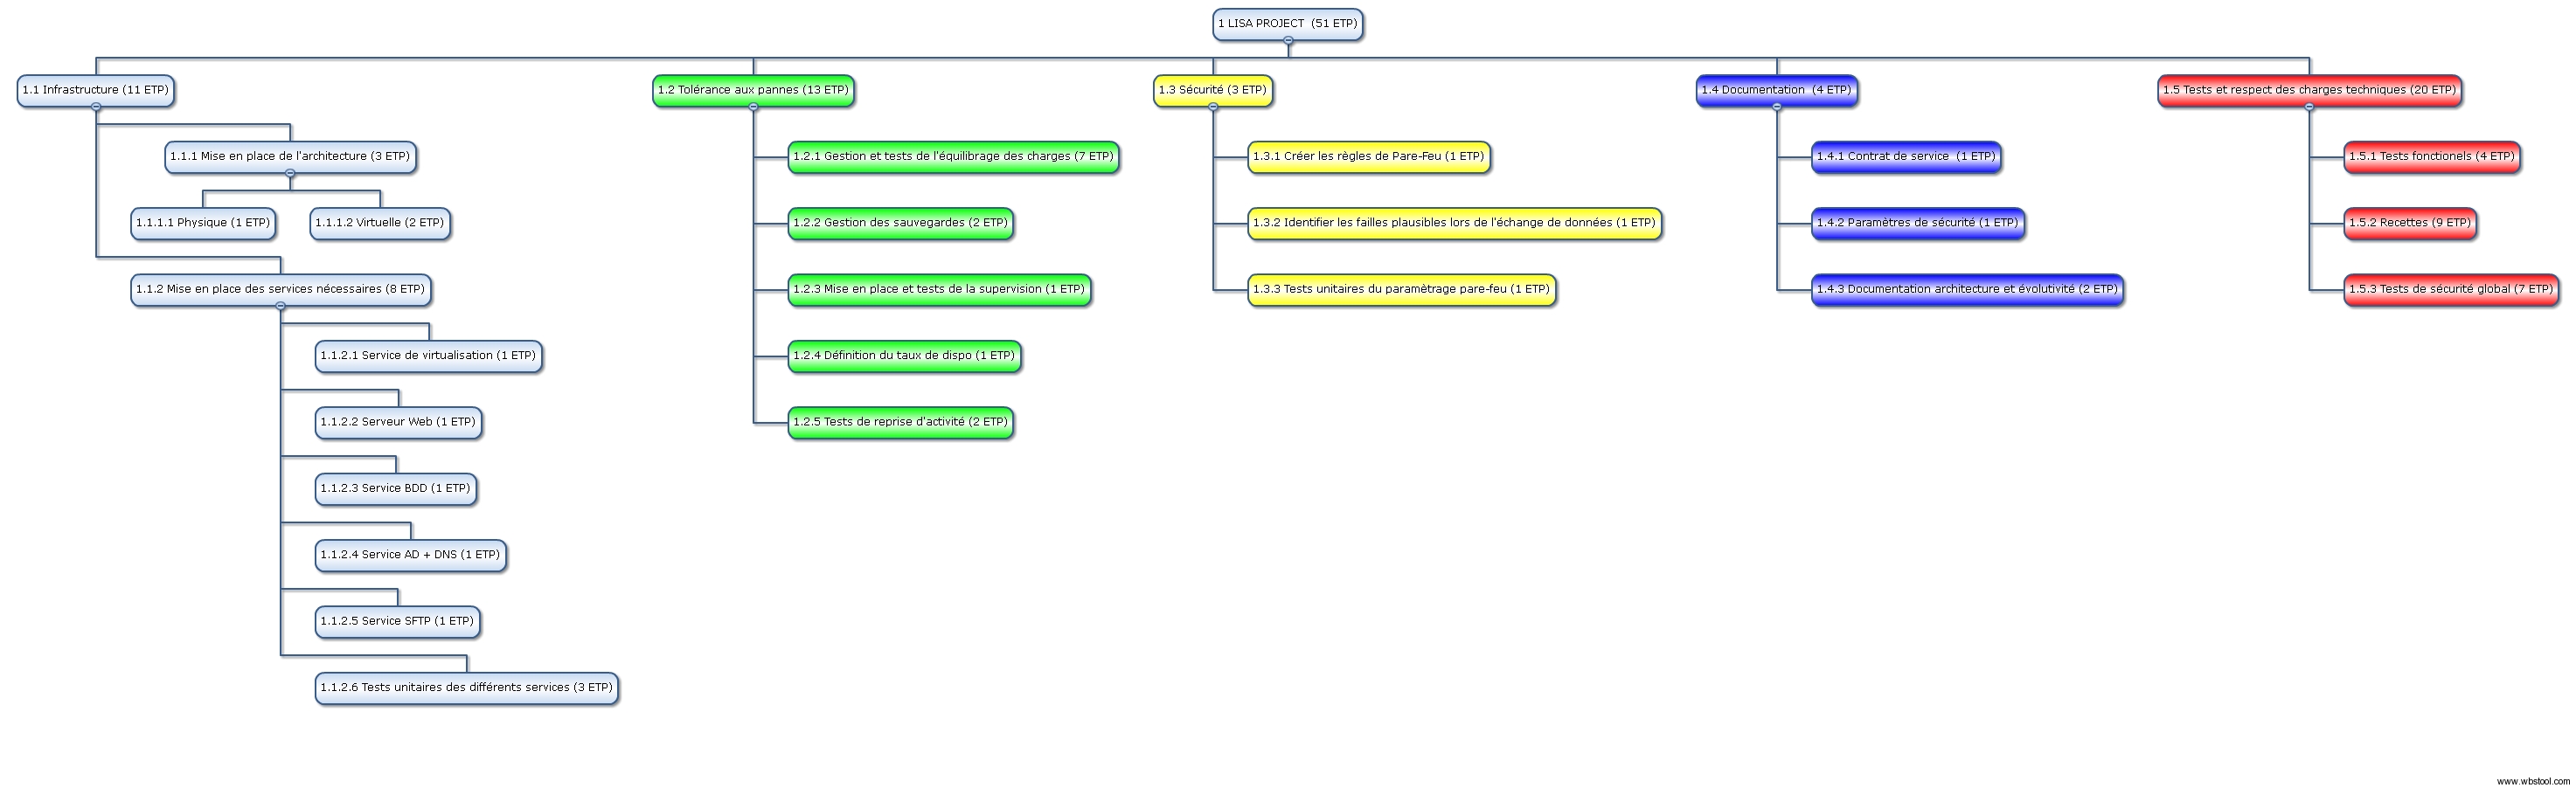 1 LISA PROJECT  (51 ETP)
1.1 Infrastructure (11 ETP)
1.1.1 Mise en place de l'architecture (3 ETP)
1.1.1.1 Physique (1 ETP)
1.1.1.2 Virtuelle (2 ETP)
1.1.2 Mise en place des services nécessaires (8 ETP)
1.1.2.1 Service de virtualisation (1 ETP)
1.1.2.2 Serveur Web (1 ETP)
1.1.2.3 Service BDD (1 ETP)
1.1.2.4 Service AD + DNS (1 ETP)
1.1.2.5 Service SFTP (1 ETP)
1.1.2.6 Tests unitaires des différents services (3 ETP)
1.2 Tolérance aux pannes (13 ETP)
1.2.1 Gestion et tests de l'équilibrage des charges (7 ETP)
1.2.2 Gestion des sauvegardes (2 ETP)
1.2.3 Mise en place et tests de la supervision (1 ETP)
1.2.4 Définition du taux de dispo (1 ETP)
1.2.5 Tests de reprise d'activité (2 ETP)
1.3 Sécurité (3 ETP)
1.3.1 Créer les règles de Pare-Feu (1 ETP)
1.3.2 Identifier les failles plausibles lors de l'échange de données (1 ETP)
1.3.3 Tests unitaires du paramètrage pare-feu (1 ETP)
1.4 Documentation  (4 ETP)
1.4.1 Contrat de service  (1 ETP)
1.4.2 Paramètres de sécurité (1 ETP)
1.4.3 Documentation architecture et évolutivité (2 ETP)
1.5 Tests et respect des charges techniques (20 ETP)
1.5.1 Tests fonctionels (4 ETP)
1.5.2 Recettes (9 ETP)
1.5.3 Tests de sécurité global (7 ETP)
www.wbstool.com